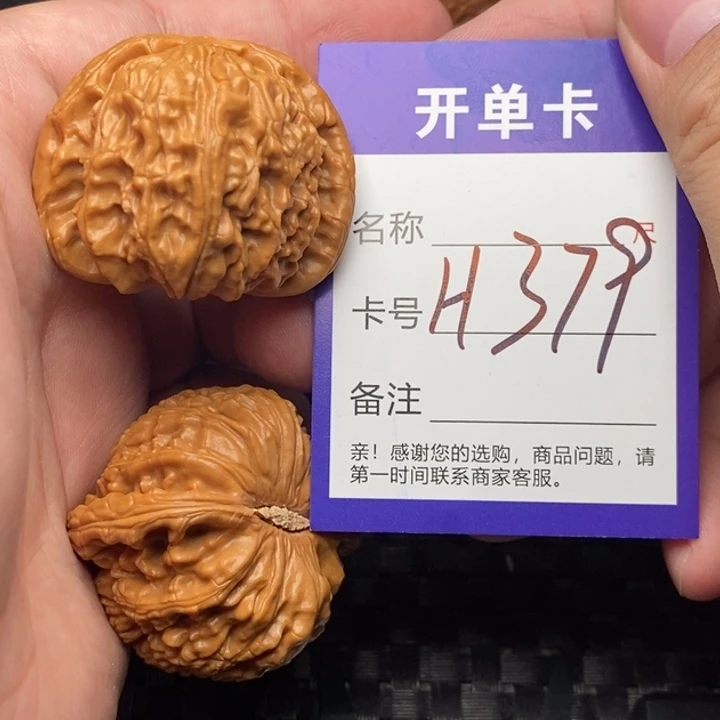 开单卡
名称 尺
卡号 H379
备注
亲！感谢您的选购，商品问题，请
第一时间联系商家客服。